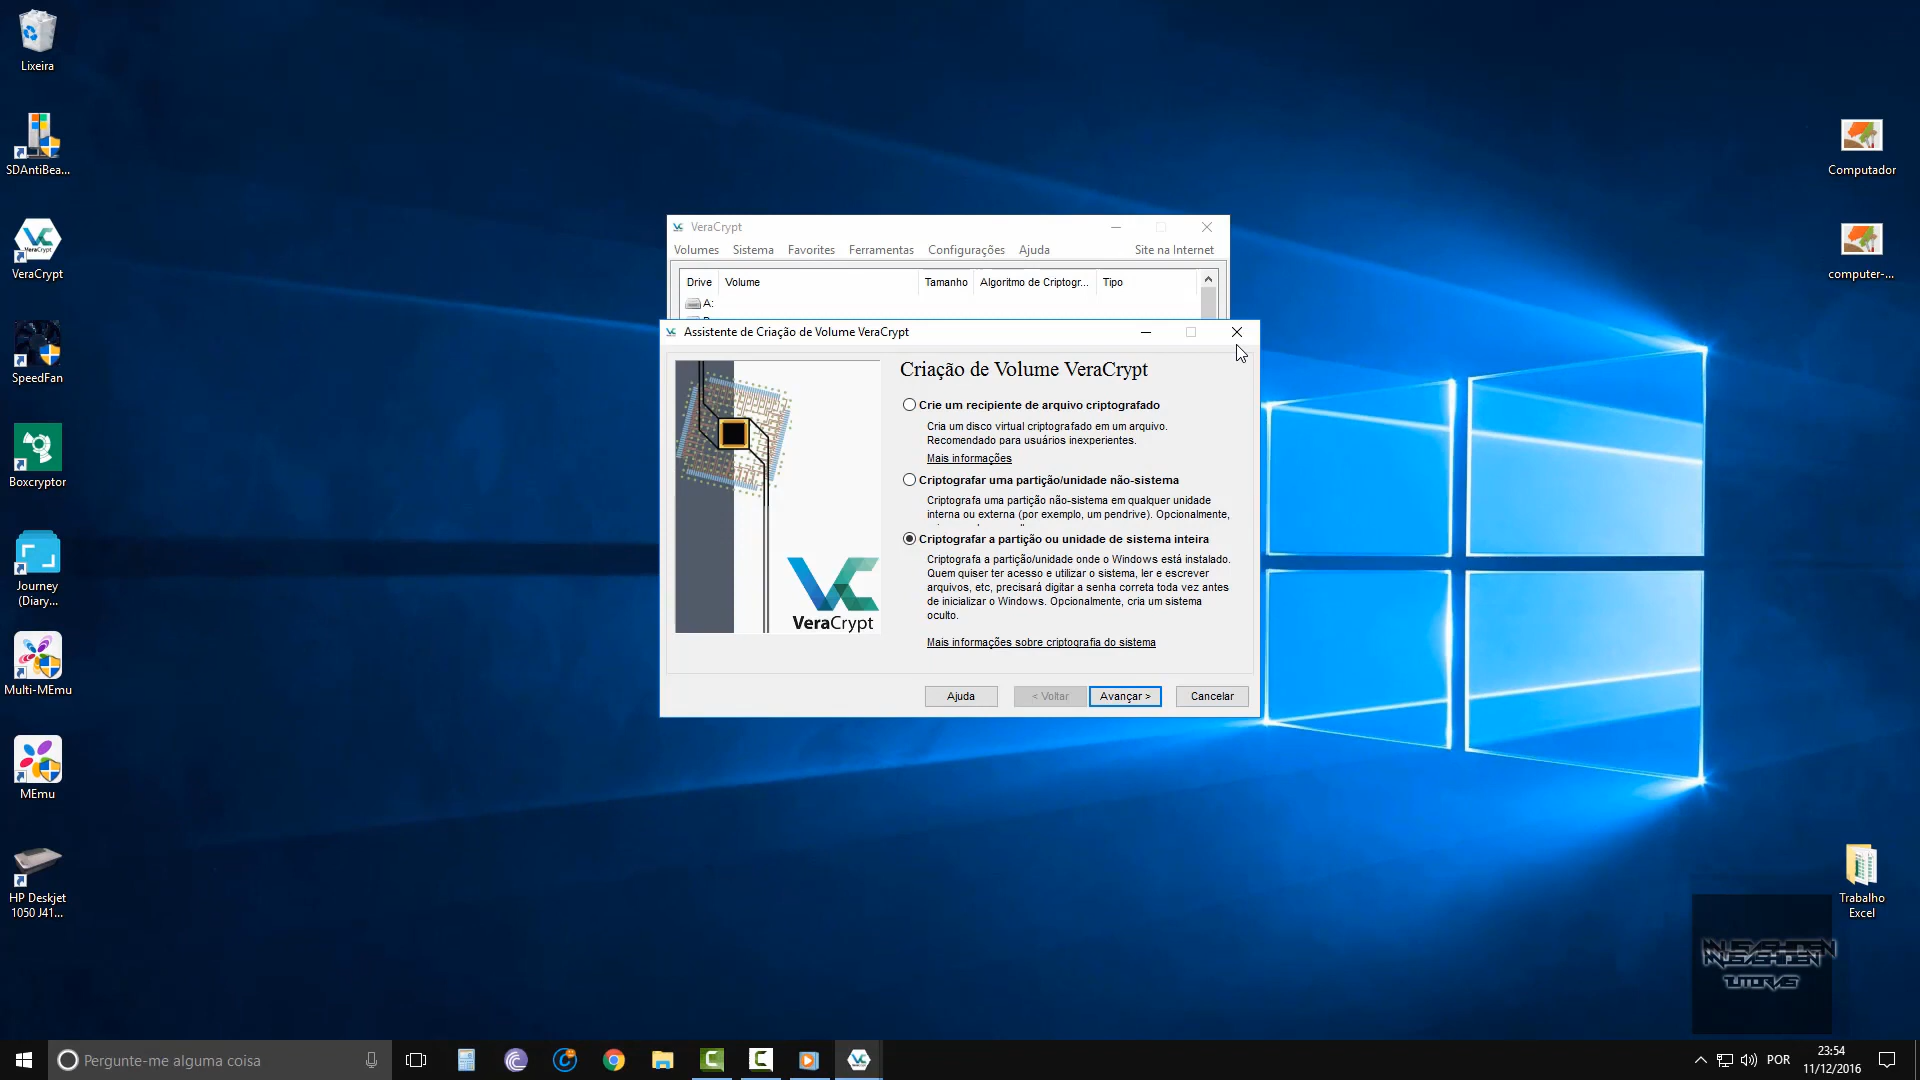 Lixeira
SDAntiBea...
VeraCrypt
SpeedFan
Boxcryptor
Journey
(Diary...
Multi-MEmu
MEmu
HP Deskjet
1050 J41...
Computador
computer-...
Trabalho
Excel
VeraCrypt
Volumes Sistema Favorites Ferramentas Configurações Ajuda Site na Internet
Drive Volume Tamanho Algoritmo de Criptogr... Tipo
A:
Assistente de Criação de Volume VeraCrypt
Criação de Volume VeraCrypt
Crie um recipiente de arquivo criptografado
Cria um disco virtual criptografado em um arquivo.
Recomendado para usuários inexperientes.
Mais informações
Criptografar uma partição/unidade não-sistema
Criptografa uma partição não-sistema em qualquer unidade
interna ou externa (por exemplo, um pendrive). Opcionalmente,
Criptografar a partição ou unidade de sistema inteira
Criptografa a partição/unidade onde o Windows está instalado.
Quem quiser ter acesso e utilizar o sistema, ler e escrever
arquivos, etc, precisará digitar a senha correta toda vez antes
de inicializar o Windows. Opcionalmente, cria um sistema
oculto.
Mais informações sobre criptografia do sistema
VeraCrypt
Ajuda < Voltar Avançar > Cancelar
Pergunte-me alguma coisa
POR
23:54
11/12/2016